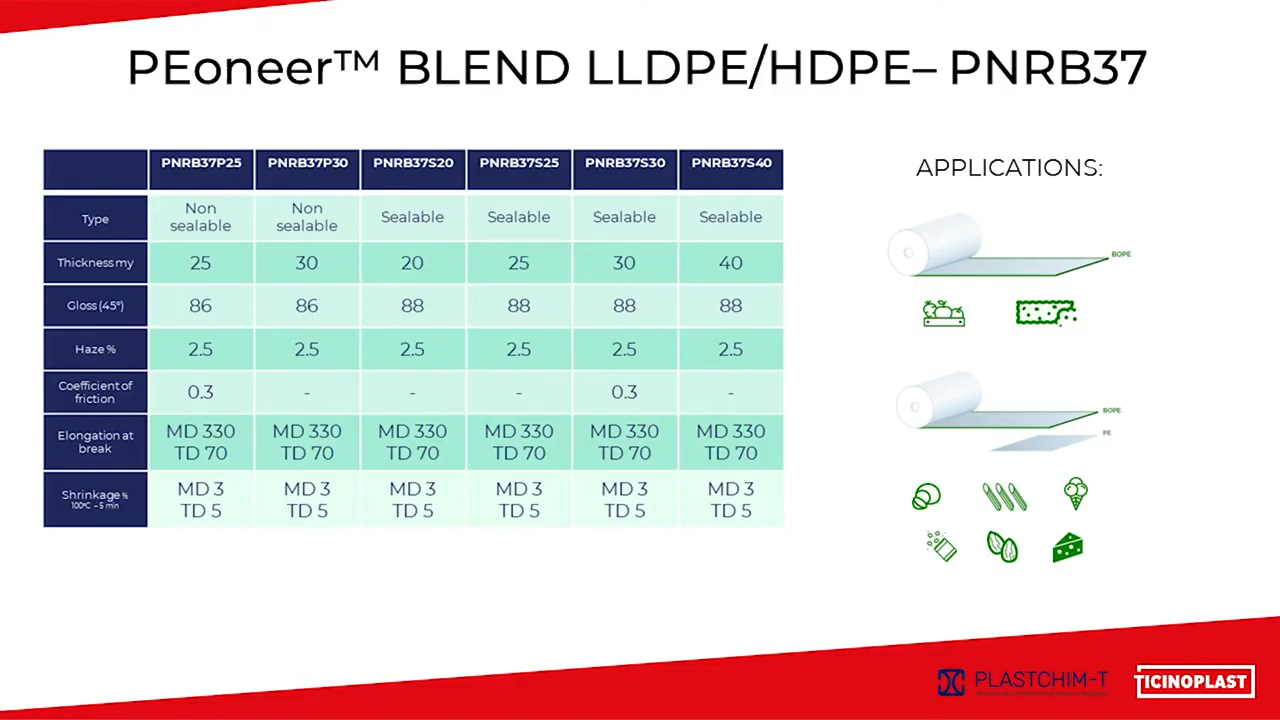 PEoneer™ BLEND LLDPE/HDPE– PNRB37
PNRB37P25 PNRB37P30 PNRB37S20 PNRB37S25 PNRB37S30 PNRB37S40
Type Non sealable Non sealable Sealable Sealable Sealable Sealable
Thickness my 25 30 20 25 30 40
Gloss (45°) 86 86 88 88 88 88
Haze % 2.5 2.5 2.5 2.5 2.5 2.5
Coefficient of friction 0.3 - - - 0.3 -
Elongation at break MD 330 TD 70 MD 330 TD 70 MD 330 TD 70 MD 330 TD 70 MD 330 TD 70 MD 330 TD 70
Shrinkage % 100°C – 5 min MD 3 TD 5 MD 3 TD 5 MD 3 TD 5 MD 3 TD 5 MD 3 TD 5 MD 3 TD 5
APPLICATIONS:
BOPE
BOPE
PE
PLASTCHIM-T
TICINOPLAST